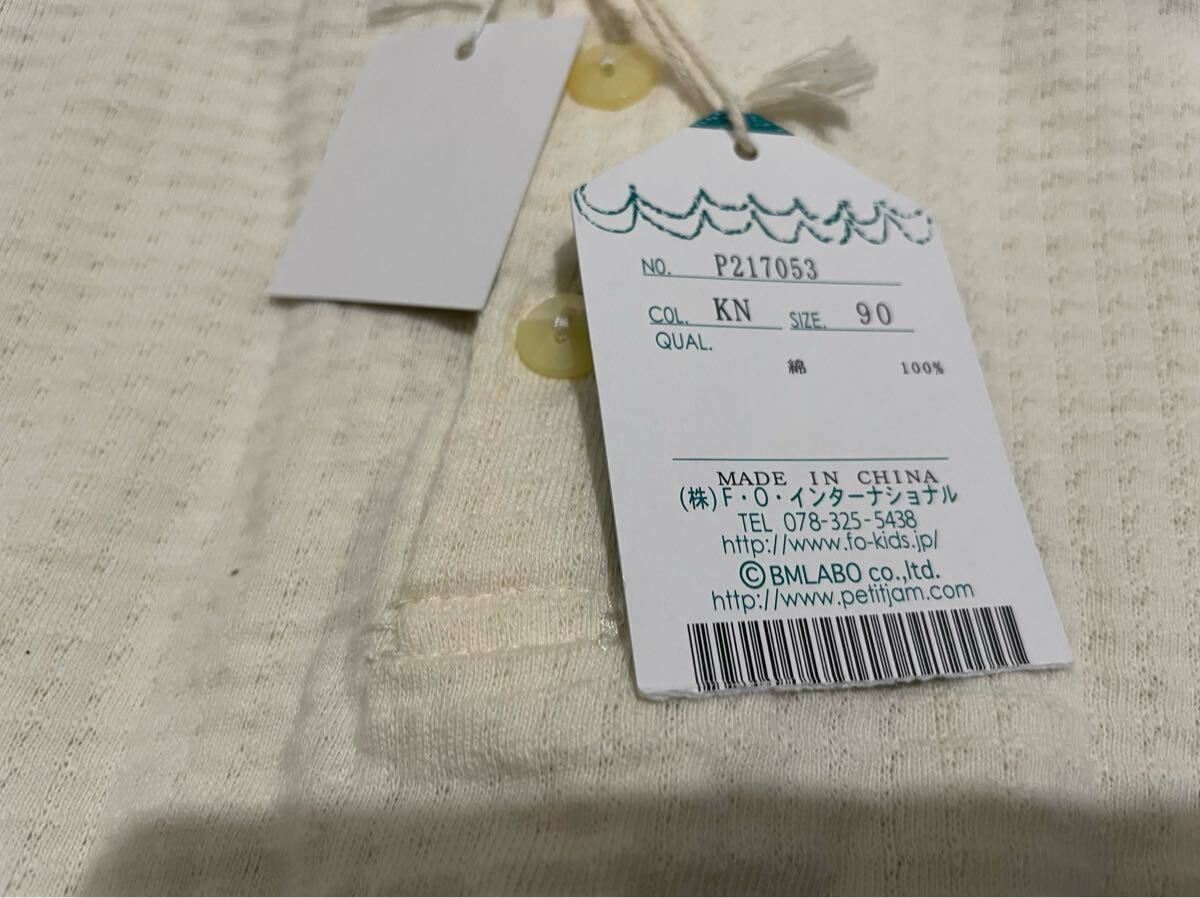 NO. P217053
COL. KN SIZE. 90
QUAL.
綿 100%
MADE IN CHINA
(株)F・O・インターナショナル
TEL 078-325-5438
http://www.fo-kids.jp/
©BMLABO co.,ltd.
http://www.petitjam.com